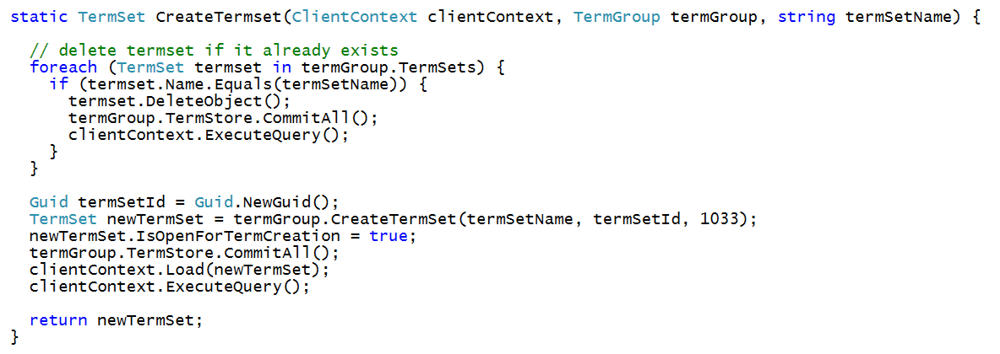 static TermSet CreateTermset(ClientContext clientContext, TermGroup termGroup, string termSetName) {
// delete termset if it already exists
foreach (TermSet termset in termGroup.TermSets) {
if (termset.Name.Equals(termSetName)) {
termset.DeleteObject();
termGroup.TermStore.CommitAll();
clientContext.ExecuteQuery();
}
}
Guid termSetId = Guid.NewGuid();
TermSet newTermSet = termGroup.CreateTermSet(termSetName, termSetId, 1033);
newTermSet.IsOpenForTermCreation = true;
termGroup.TermStore.CommitAll();
clientContext.Load(newTermSet);
clientContext.ExecuteQuery();
return newTermSet;
}